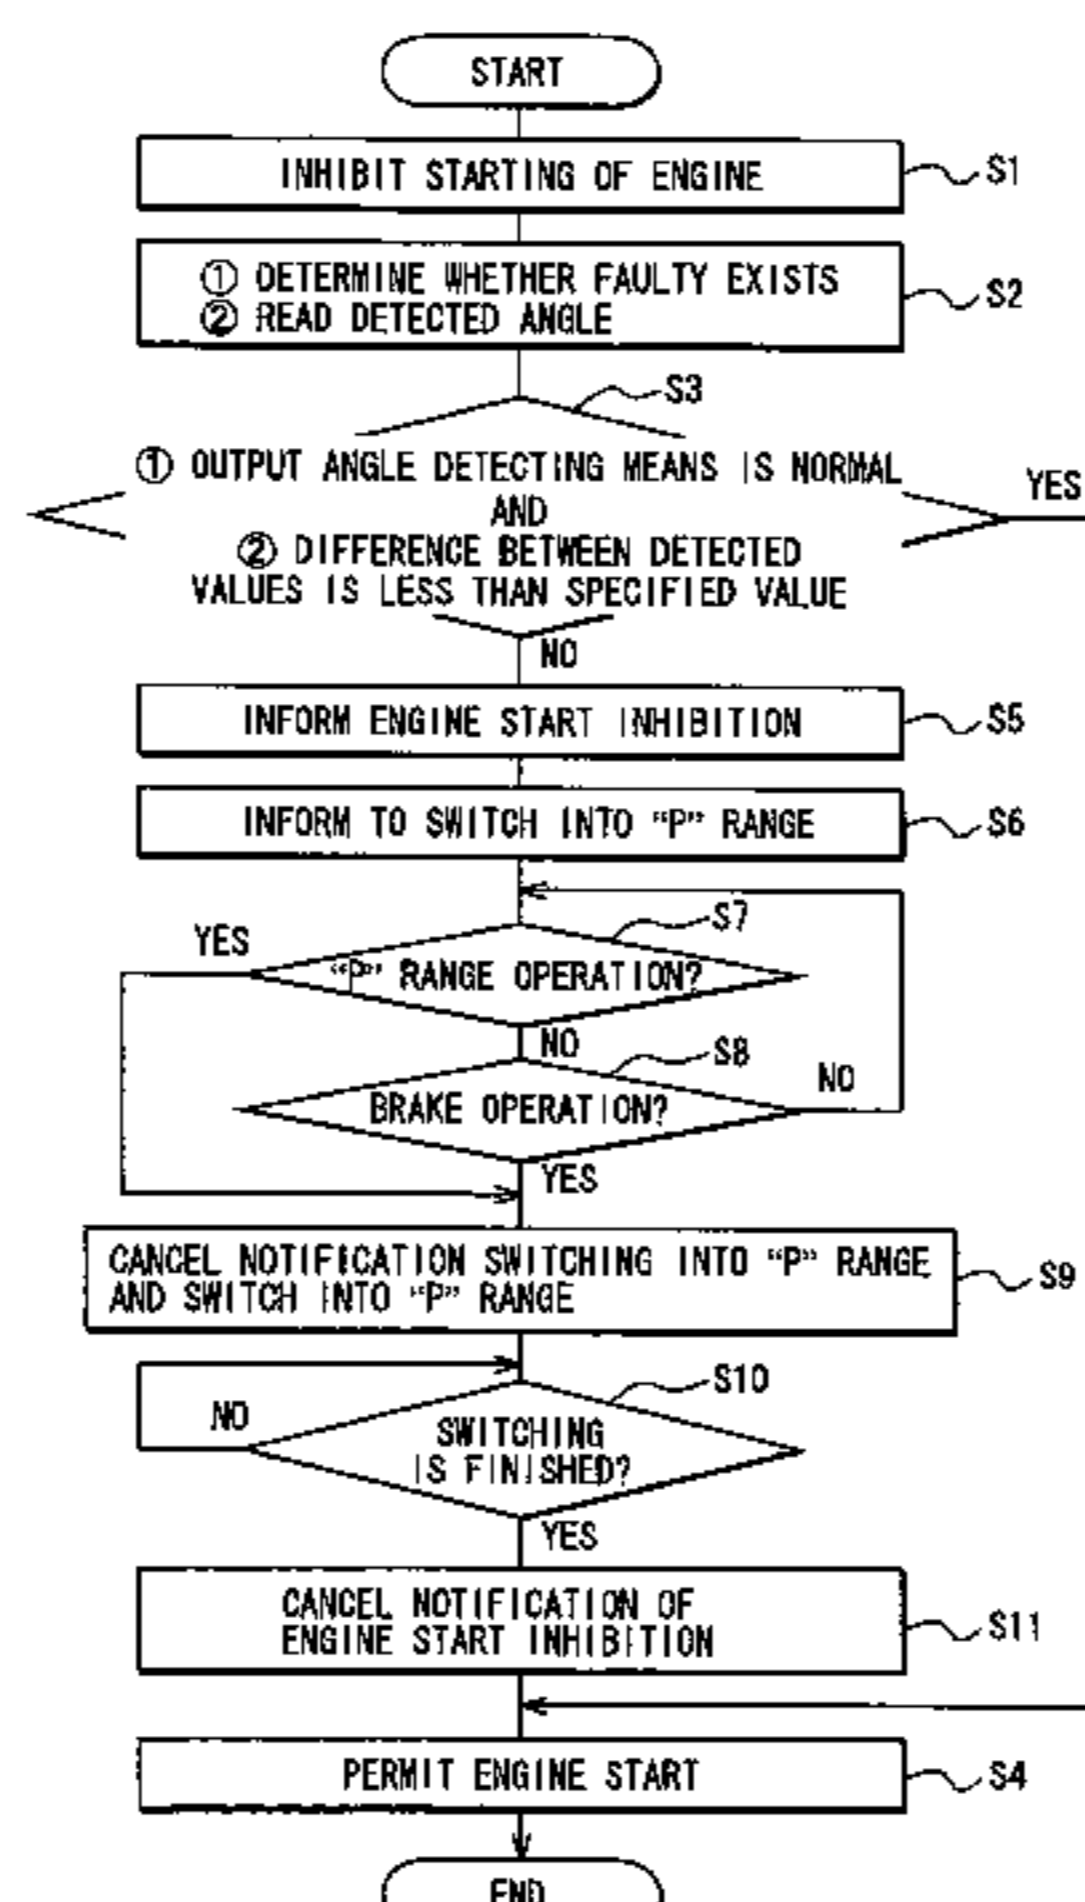 START
INHIBIT STARTING OF ENGINE
S1
① DETERMINE WHETHER FAULTY EXISTS
② READ DETECTED ANGLE
S2
S3
① OUTPUT ANGLE DETECTING MEANS IS NORMAL
AND
② DIFFERENCE BETWEEN DETECTED
VALUES IS LESS THAN SPECIFIED VALUE
YES
NO
INFORM ENGINE START INHIBITION
S5
INFORM TO SWITCH INTO "P" RANGE
S6
S7
YES
"P" RANGE OPERATION?
NO
S8
NO
BRAKE OPERATION?
YES
CANCEL NOTIFICATION SWITCHING INTO "P" RANGE
AND SWITCH INTO "P" RANGE
S9
S10
NO
SWITCHING
IS FINISHED?
YES
CANCEL NOTIFICATION OF
ENGINE START INHIBITION
S11
PERMIT ENGINE START
S4
END